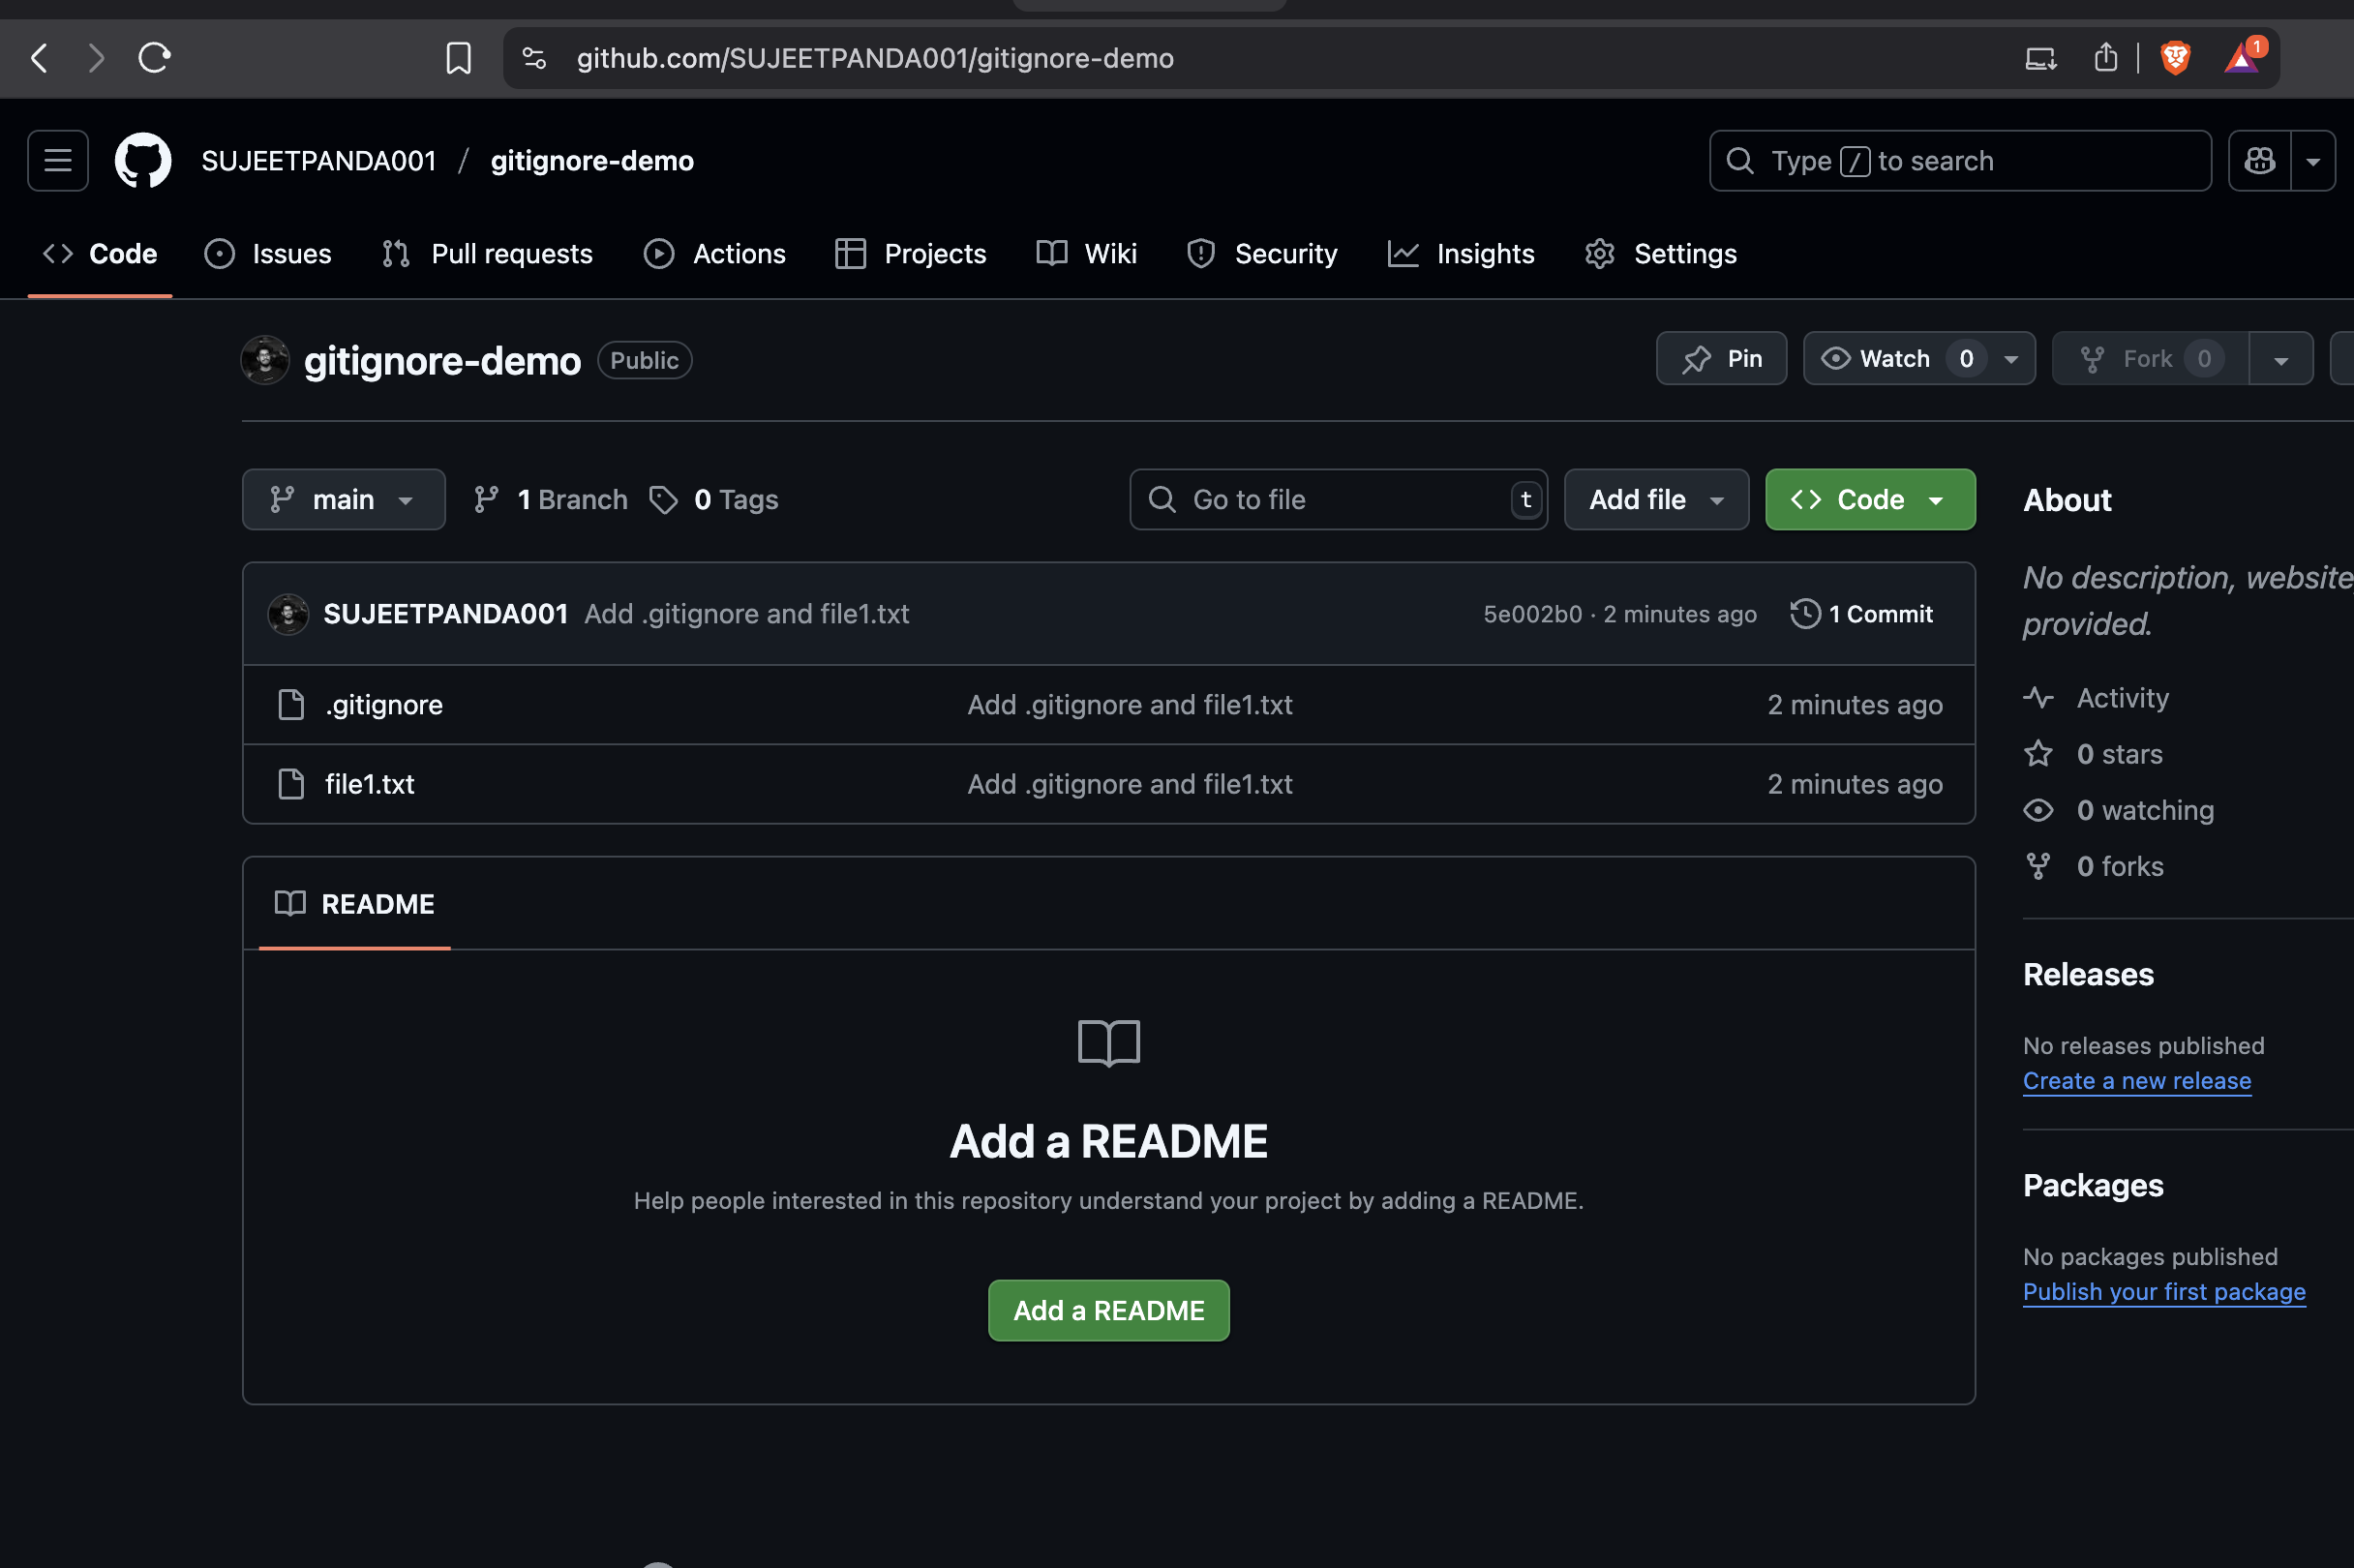 github.com/SUJEETPANDA001/gitignore-demo
1
SUJEETPANDA001 / gitignore-demo
Type / to search
Code Issues Pull requests Actions Projects Wiki Security Insights Settings
gitignore-demo Public
Pin Watch 0 Fork 0
main 1 Branch 0 Tags Go to file t Add file Code
SUJEETPANDA001 Add .gitignore and file1.txt 5e002b0 · 2 minutes ago 1 Commit
.gitignore Add .gitignore and file1.txt 2 minutes ago
file1.txt Add .gitignore and file1.txt 2 minutes ago
README
Add a README
Help people interested in this repository understand your project by adding a README.
Add a README
About
No description, website,
provided.
Activity
0 stars
0 watching
0 forks
Releases
No releases published
Create a new release
Packages
No packages published
Publish your first package